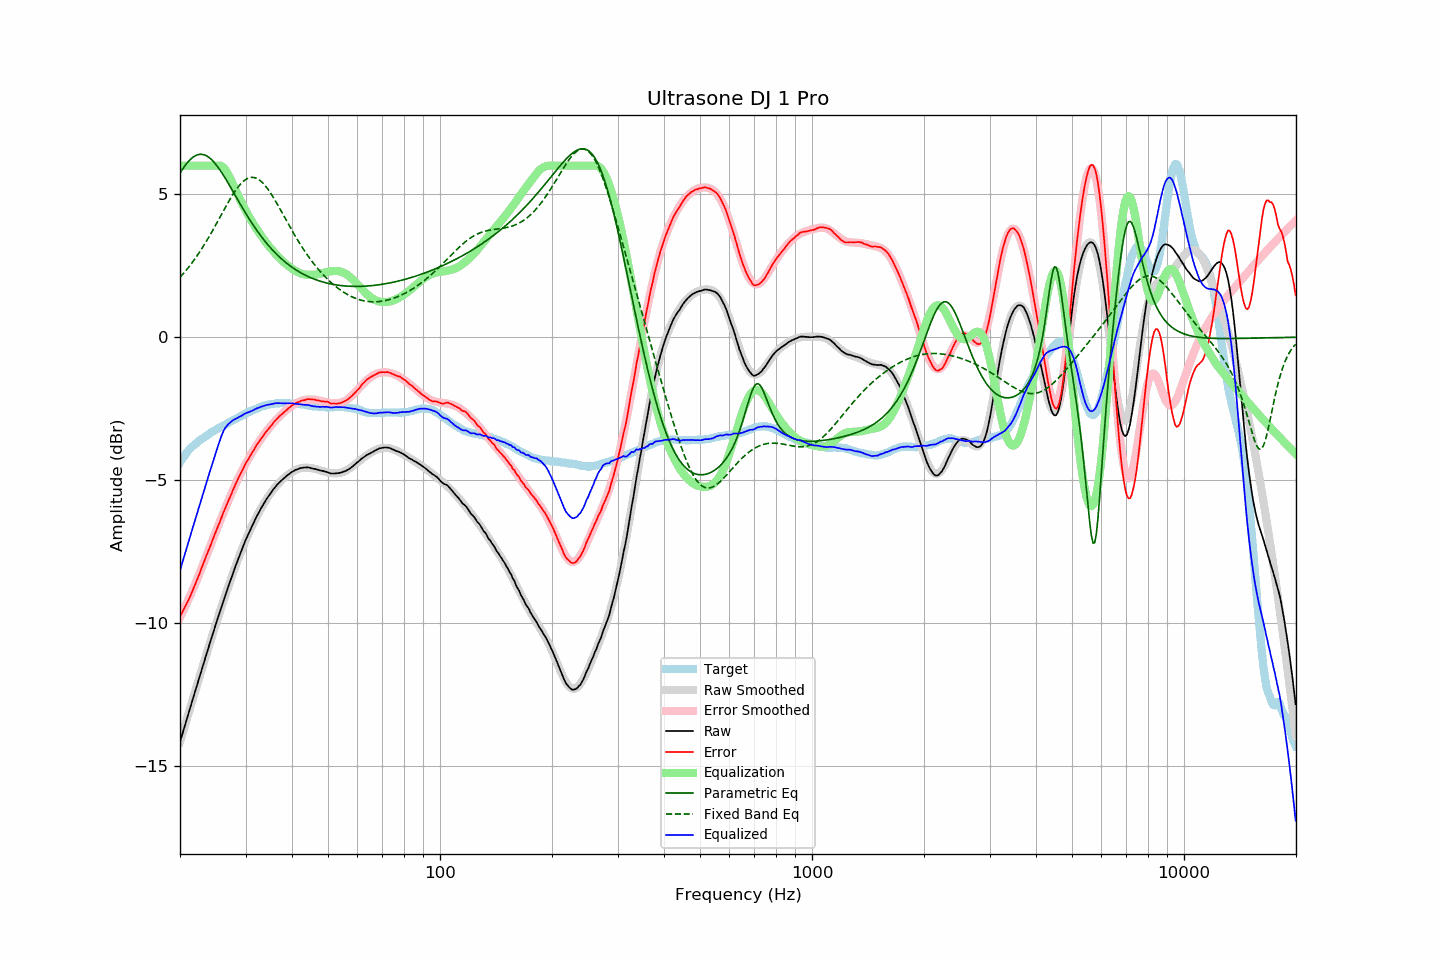 Ultrasone DJ 1 Pro
Amplitude (dBr)
5
0
−5
−10
−15
Target
Raw Smoothed
Error Smoothed
Raw
Error
Equalization
Parametric Eq
Fixed Band Eq
Equalized
100
1000
10000
Frequency (Hz)